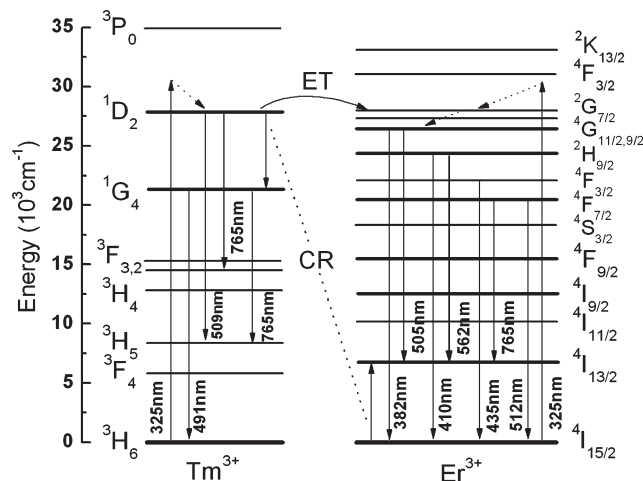 Energy (10³cm⁻¹)
35
30
25
20
15
10
5
0
³P₀
¹D₂
¹G₄
³F₃,₂
³H₄
³H₅
³F₄
³H₆
325nm
491nm
509nm
765nm
765nm
Tm³⁺
ET
CR
382nm
505nm
410nm
562nm
435nm
765nm
512nm
325nm
Er³⁺
²K₁₃/₂
⁴F₃/₂
²G₇/₂
⁴G₁₁/₂,₉/₂
²H₉/₂
⁴F₃/₂
⁴F₇/₂
⁴S₃/₂
⁴F₉/₂
⁴I₉/₂
⁴I₁₁/₂
⁴I₁₃/₂
⁴I₁₅/₂